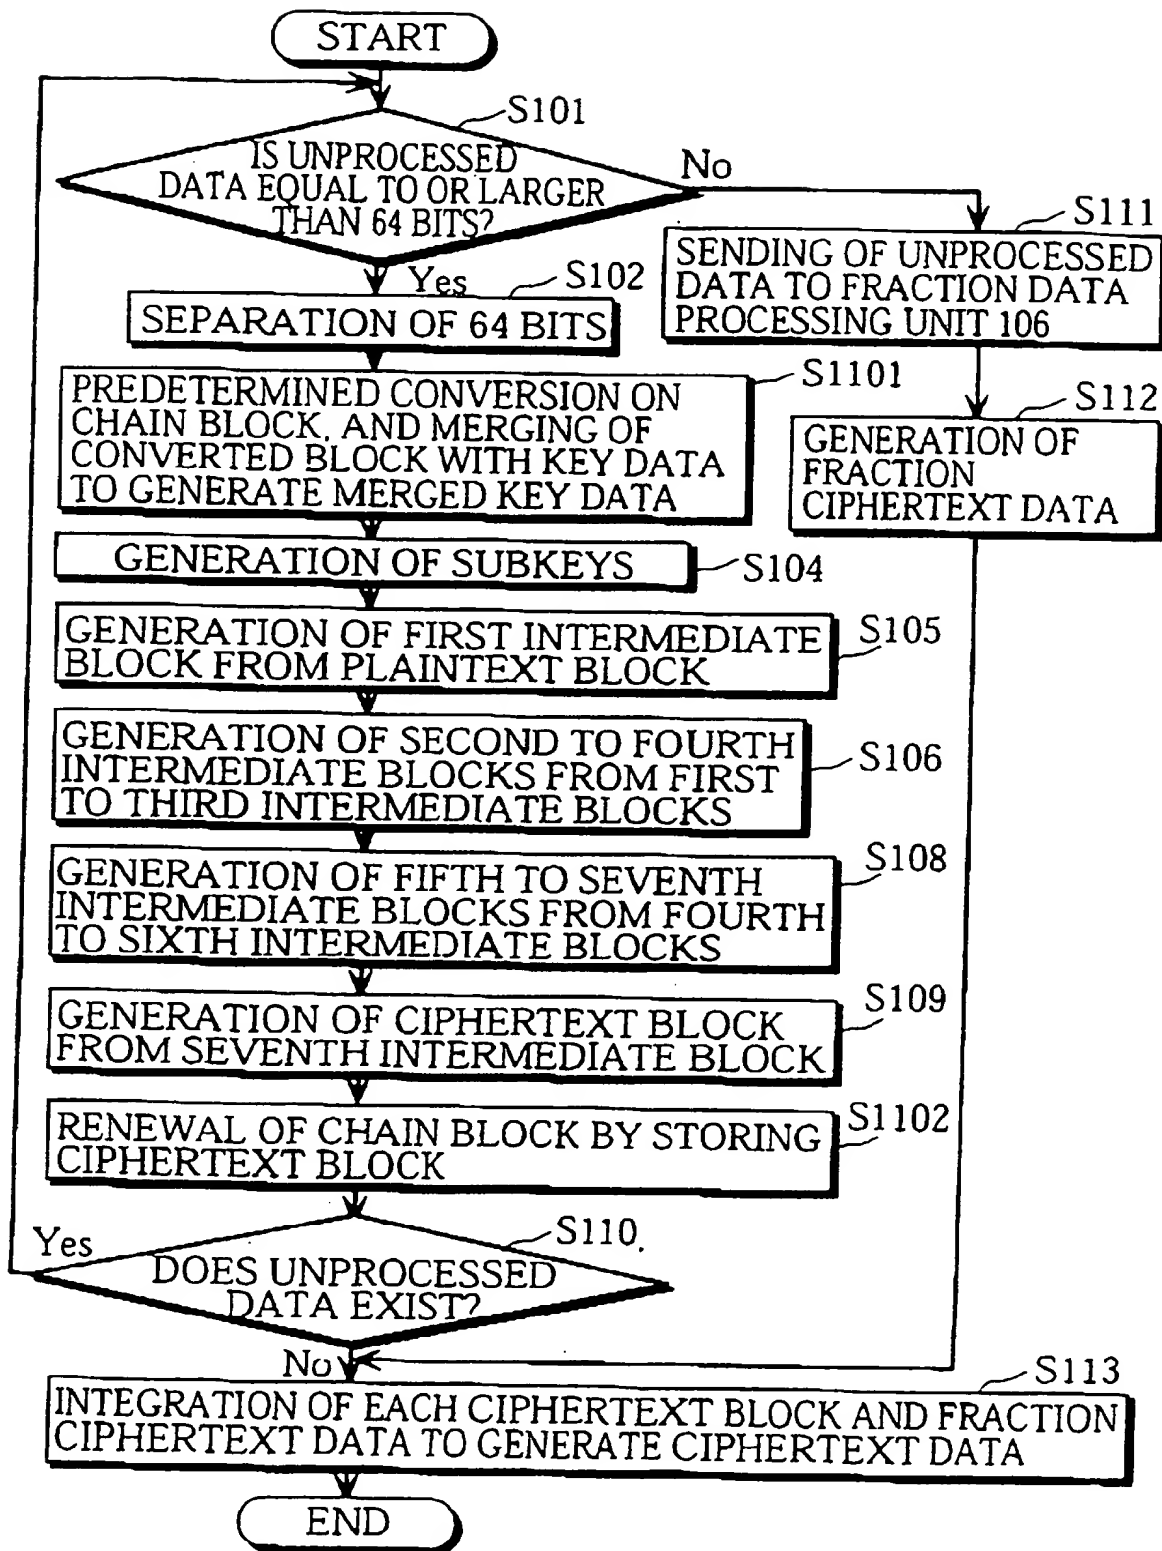 START
S101
IS UNPROCESSED
DATA EQUAL TO OR LARGER
THAN 64 BITS?
No
Yes
S111
SENDING OF UNPROCESSED
DATA TO FRACTION DATA
PROCESSING UNIT 106
S102
SEPARATION OF 64 BITS
S1101
PREDETERMINED CONVERSION ON
CHAIN BLOCK, AND MERGING OF
CONVERTED BLOCK WITH KEY DATA
TO GENERATE MERGED KEY DATA
S112
GENERATION OF
FRACTION
CIPHERTEXT DATA
GENERATION OF SUBKEYS
S104
GENERATION OF FIRST INTERMEDIATE
BLOCK FROM PLAINTEXT BLOCK
S105
GENERATION OF SECOND TO FOURTH
INTERMEDIATE BLOCKS FROM FIRST
TO THIRD INTERMEDIATE BLOCKS
S106
GENERATION OF FIFTH TO SEVENTH
INTERMEDIATE BLOCKS FROM FOURTH
TO SIXTH INTERMEDIATE BLOCKS
S108
GENERATION OF CIPHERTEXT BLOCK
FROM SEVENTH INTERMEDIATE BLOCK
S109
RENEWAL OF CHAIN BLOCK BY STORING
CIPHERTEXT BLOCK
S1102
S110
Yes
DOES UNPROCESSED
DATA EXIST?
No
S113
INTEGRATION OF EACH CIPHERTEXT BLOCK AND FRACTION
CIPHERTEXT DATA TO GENERATE CIPHERTEXT DATA
END